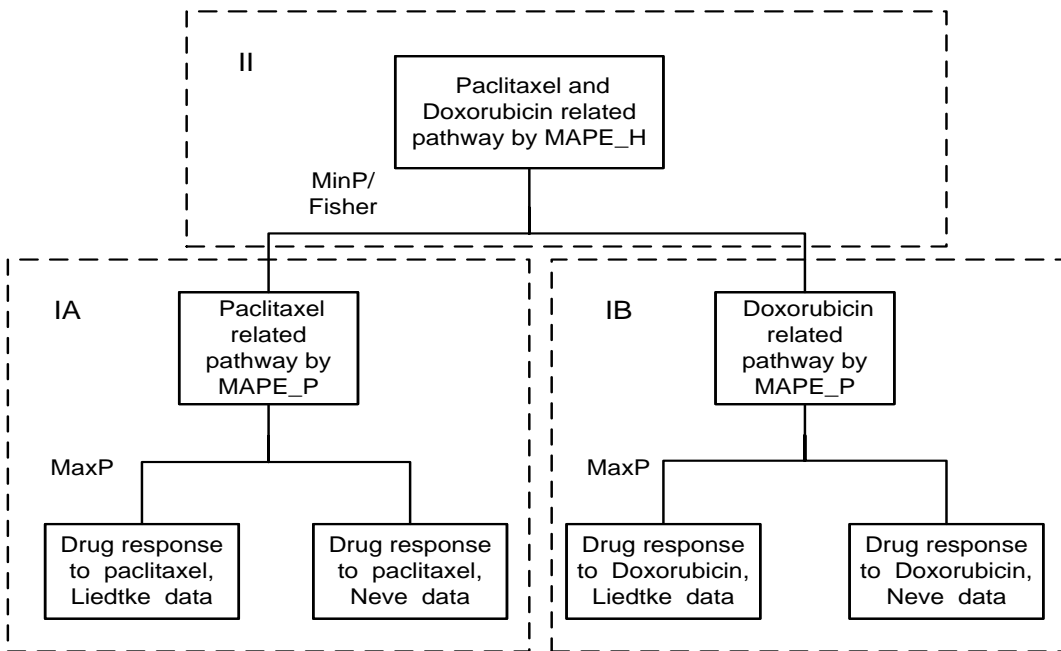 II
Paclitaxel and
Doxorubicin related
pathway by MAPE_H
MinP/
Fisher
IA
Paclitaxel
related
pathway by
MAPE_P
IB
Doxorubicin
related
pathway by
MAPE_P
MaxP
MaxP
Drug response
to paclitaxel,
Liedtke data
Drug response
to paclitaxel,
Neve data
Drug response
to Doxorubicin,
Liedtke data
Drug response
to Doxorubicin,
Neve data